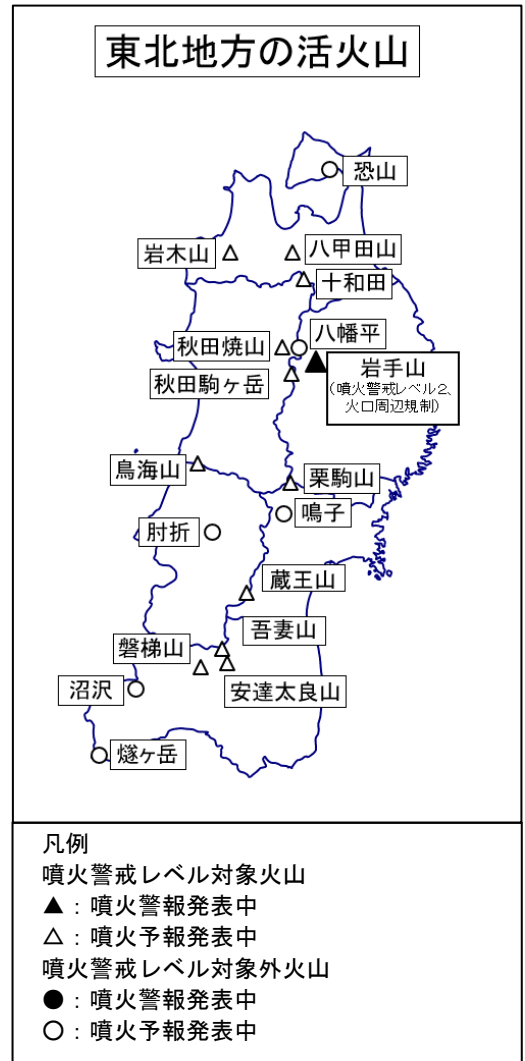 東北地方の活火山
恐山
岩木山
八甲田山
十和田
八幡平
秋田焼山
岩手山
(噴火警戒レベル2、
火口周辺規制)
秋田駒ヶ岳
鳥海山
栗駒山
鳴子
肘折
蔵王山
吾妻山
磐梯山
安達太良山
沼沢
燧ヶ岳
凡例
噴火警戒レベル対象火山
▲：噴火警報発表中
△：噴火予報発表中
噴火警戒レベル対象外火山
●：噴火警報発表中
○：噴火予報発表中